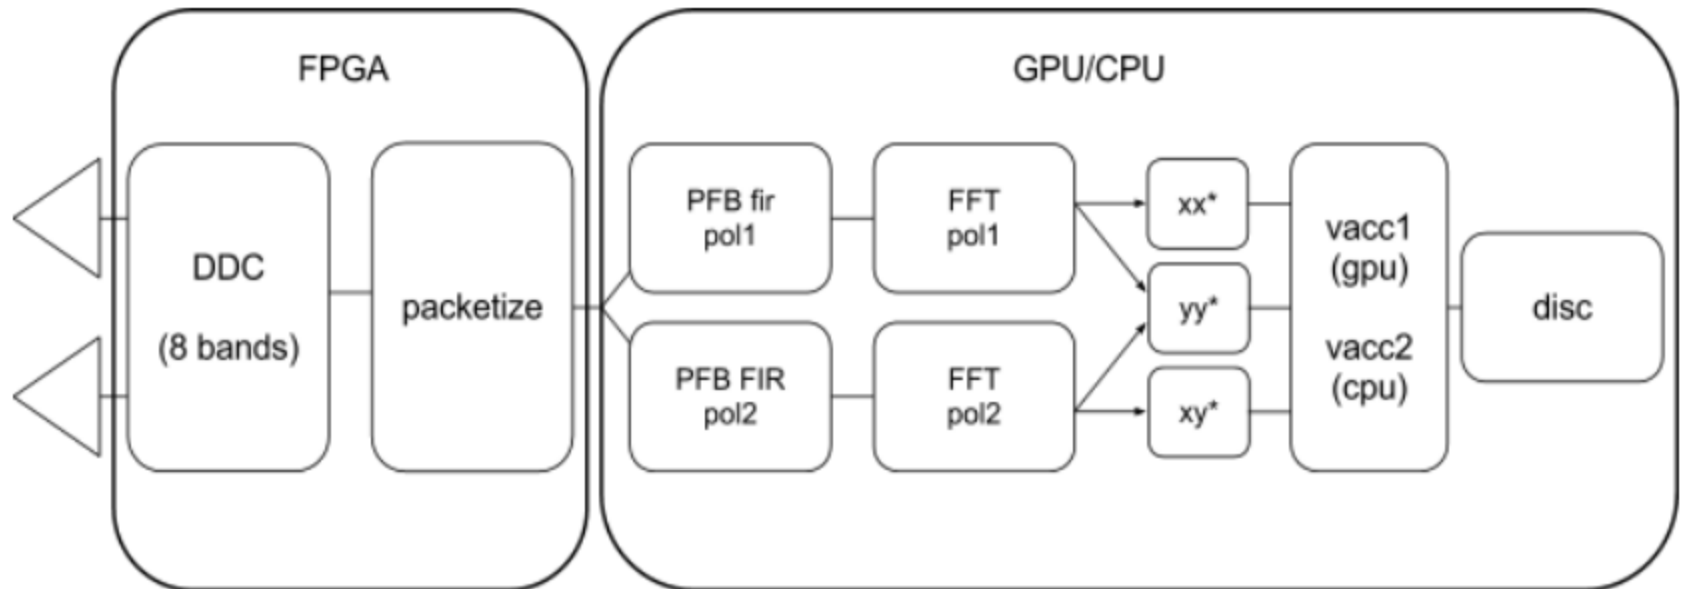 FPGA
GPU/CPU
DDC
(8 bands)
packetize
PFB fir
pol1
FFT
pol1
xx*
yy*
xy*
PFB FIR
pol2
FFT
pol2
vacc1
(gpu)
vacc2
(cpu)
disc